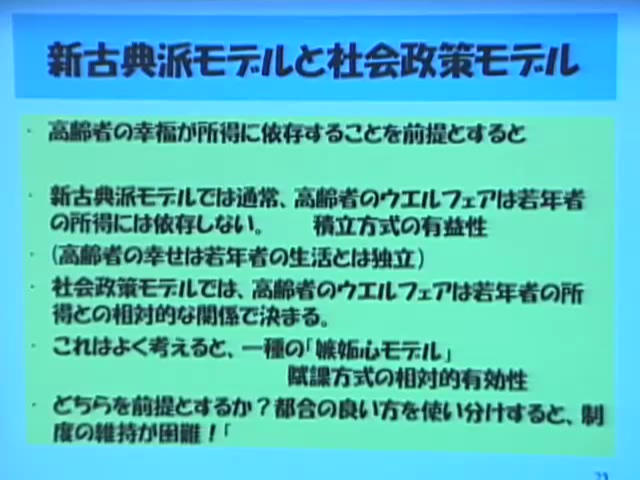 新古典派モデルと社会政策モデル
・ 高齢者の幸福が所得に依存することを前提とすると
・ 新古典派モデルでは通常、高齢者のウエルフェアは若年者
の所得には依存しない。 積立方式の有益性
・ (高齢者の幸せは若年者の生活とは独立)
・ 社会政策モデルでは、高齢者のウエルフェアは若年者の所
得との相対的な関係で決まる。
・ これはよく考えると、一種の「嫉妬心モデル」
賦課方式の相対的有効性
・ どちらを前提とするか?都合の良い方を使い分けすると、制
度の維持が困難!「
23